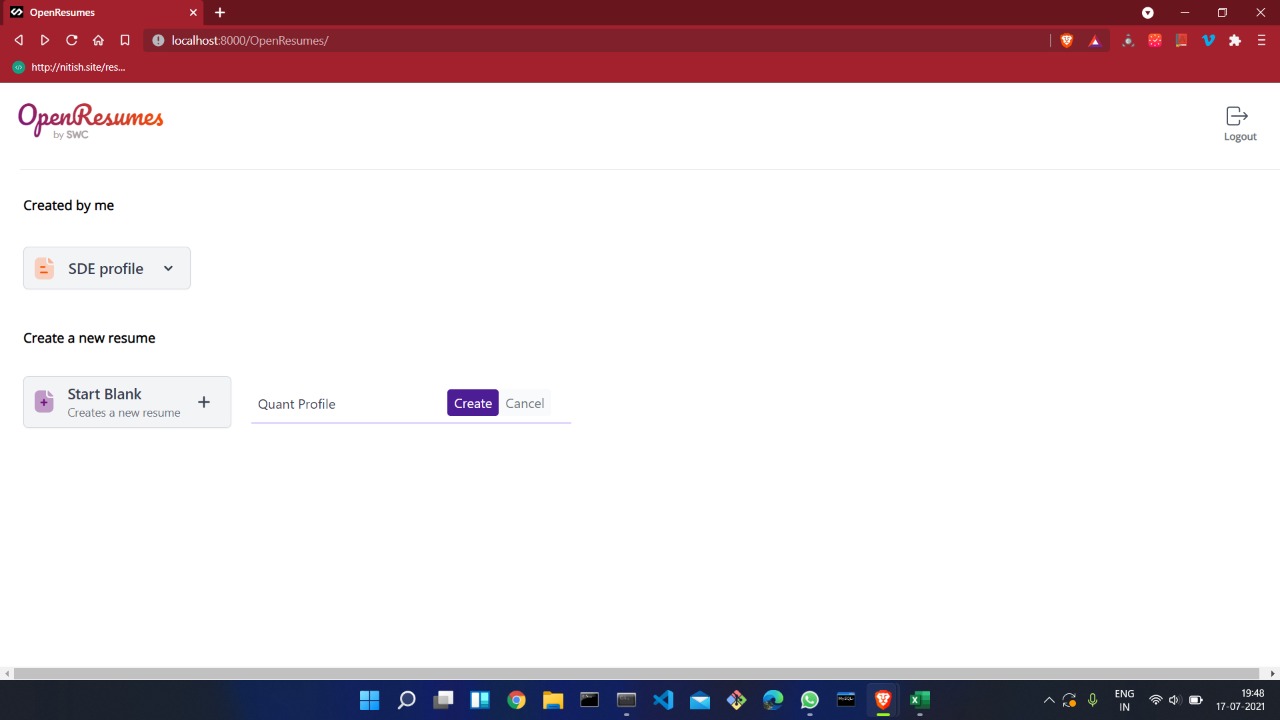 OpenResumes
localhost:8000/OpenResumes/
http://nitish.site/res...
OpenResumes
by SWC
Logout
Created by me
SDE profile
Create a new resume
Start Blank
Creates a new resume
Quant Profile
Create
Cancel
ENG
IN
19:48
17-07-2021